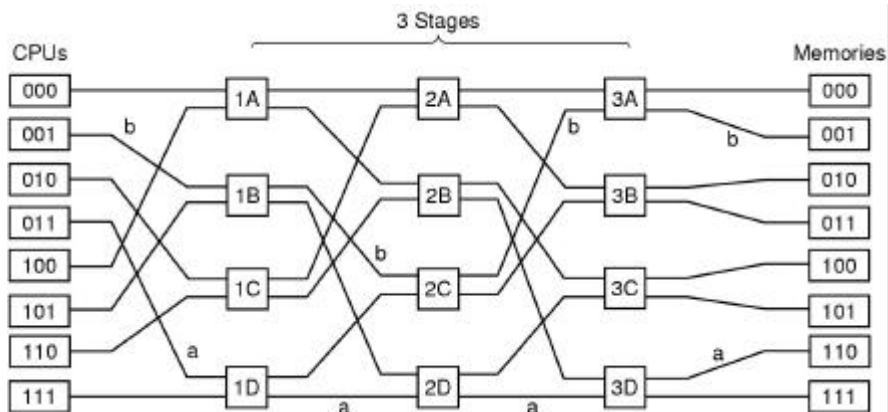 3 Stages
CPUs Memories
000 1A 2A 3A 000
b b b
001 001
010 1B 2B 3B 010
011 011
b
100 100
1C 2C 3C
101 101
110 a a 110
111 1D 2D 3D 111
a a